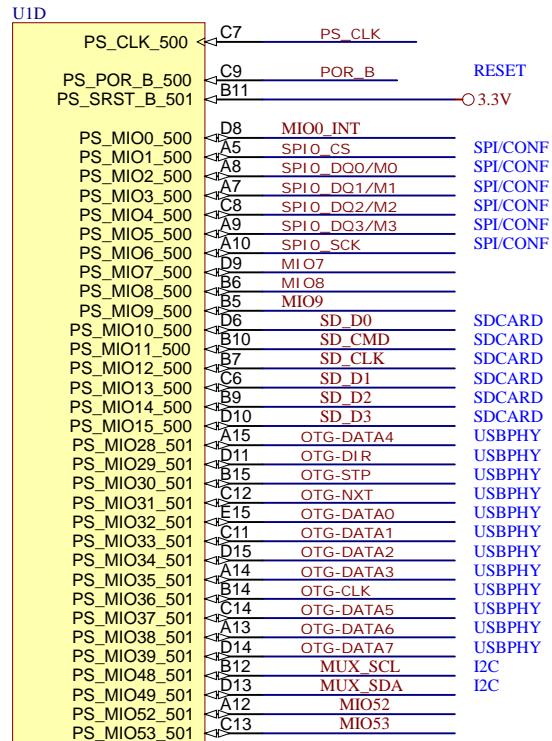 U1D
PS_CLK_500 C7 PS_CLK
PS_POR_B_500 C9 POR_B RESET
PS_SRST_B_501 B11 3.3V
PS_MIO0_500 D8 MIO0_INT
PS_MIO1_500 A5 SPI0_CS SPI/CONF
PS_MIO2_500 A8 SPI0_DQ0/M0 SPI/CONF
PS_MIO3_500 A7 SPI0_DQ1/M1 SPI/CONF
PS_MIO4_500 C8 SPI0_DQ2/M2 SPI/CONF
PS_MIO5_500 A9 SPI0_DQ3/M3 SPI/CONF
PS_MIO6_500 A10 SPI0_SCK SPI/CONF
PS_MIO7_500 D9 MIO7
PS_MIO8_500 B6 MIO8
PS_MIO9_500 B5 MIO9
PS_MIO10_500 D6 SD_D0 SDCARD
PS_MIO11_500 B10 SD_CMD SDCARD
PS_MIO12_500 B7 SD_CLK SDCARD
PS_MIO13_500 C6 SD_D1 SDCARD
PS_MIO14_500 B9 SD_D2 SDCARD
PS_MIO15_500 D10 SD_D3 SDCARD
PS_MIO28_501 A15 OTG-DATA4 USBPHY
PS_MIO29_501 D11 OTG-DIR USBPHY
PS_MIO30_501 B15 OTG-STP USBPHY
PS_MIO31_501 C12 OTG-NXT USBPHY
PS_MIO32_501 E15 OTG-DATA0 USBPHY
PS_MIO33_501 C11 OTG-DATA1 USBPHY
PS_MIO34_501 D15 OTG-DATA2 USBPHY
PS_MIO35_501 A14 OTG-DATA3 USBPHY
PS_MIO36_501 B14 OTG-CLK USBPHY
PS_MIO37_501 C14 OTG-DATA5 USBPHY
PS_MIO38_501 A13 OTG-DATA6 USBPHY
PS_MIO39_501 D14 OTG-DATA7 USBPHY
PS_MIO48_501 B12 MUX_SCL I2C
PS_MIO49_501 D13 MUX_SDA I2C
PS_MIO52_501 A12 MIO52
PS_MIO53_501 C13 MIO53